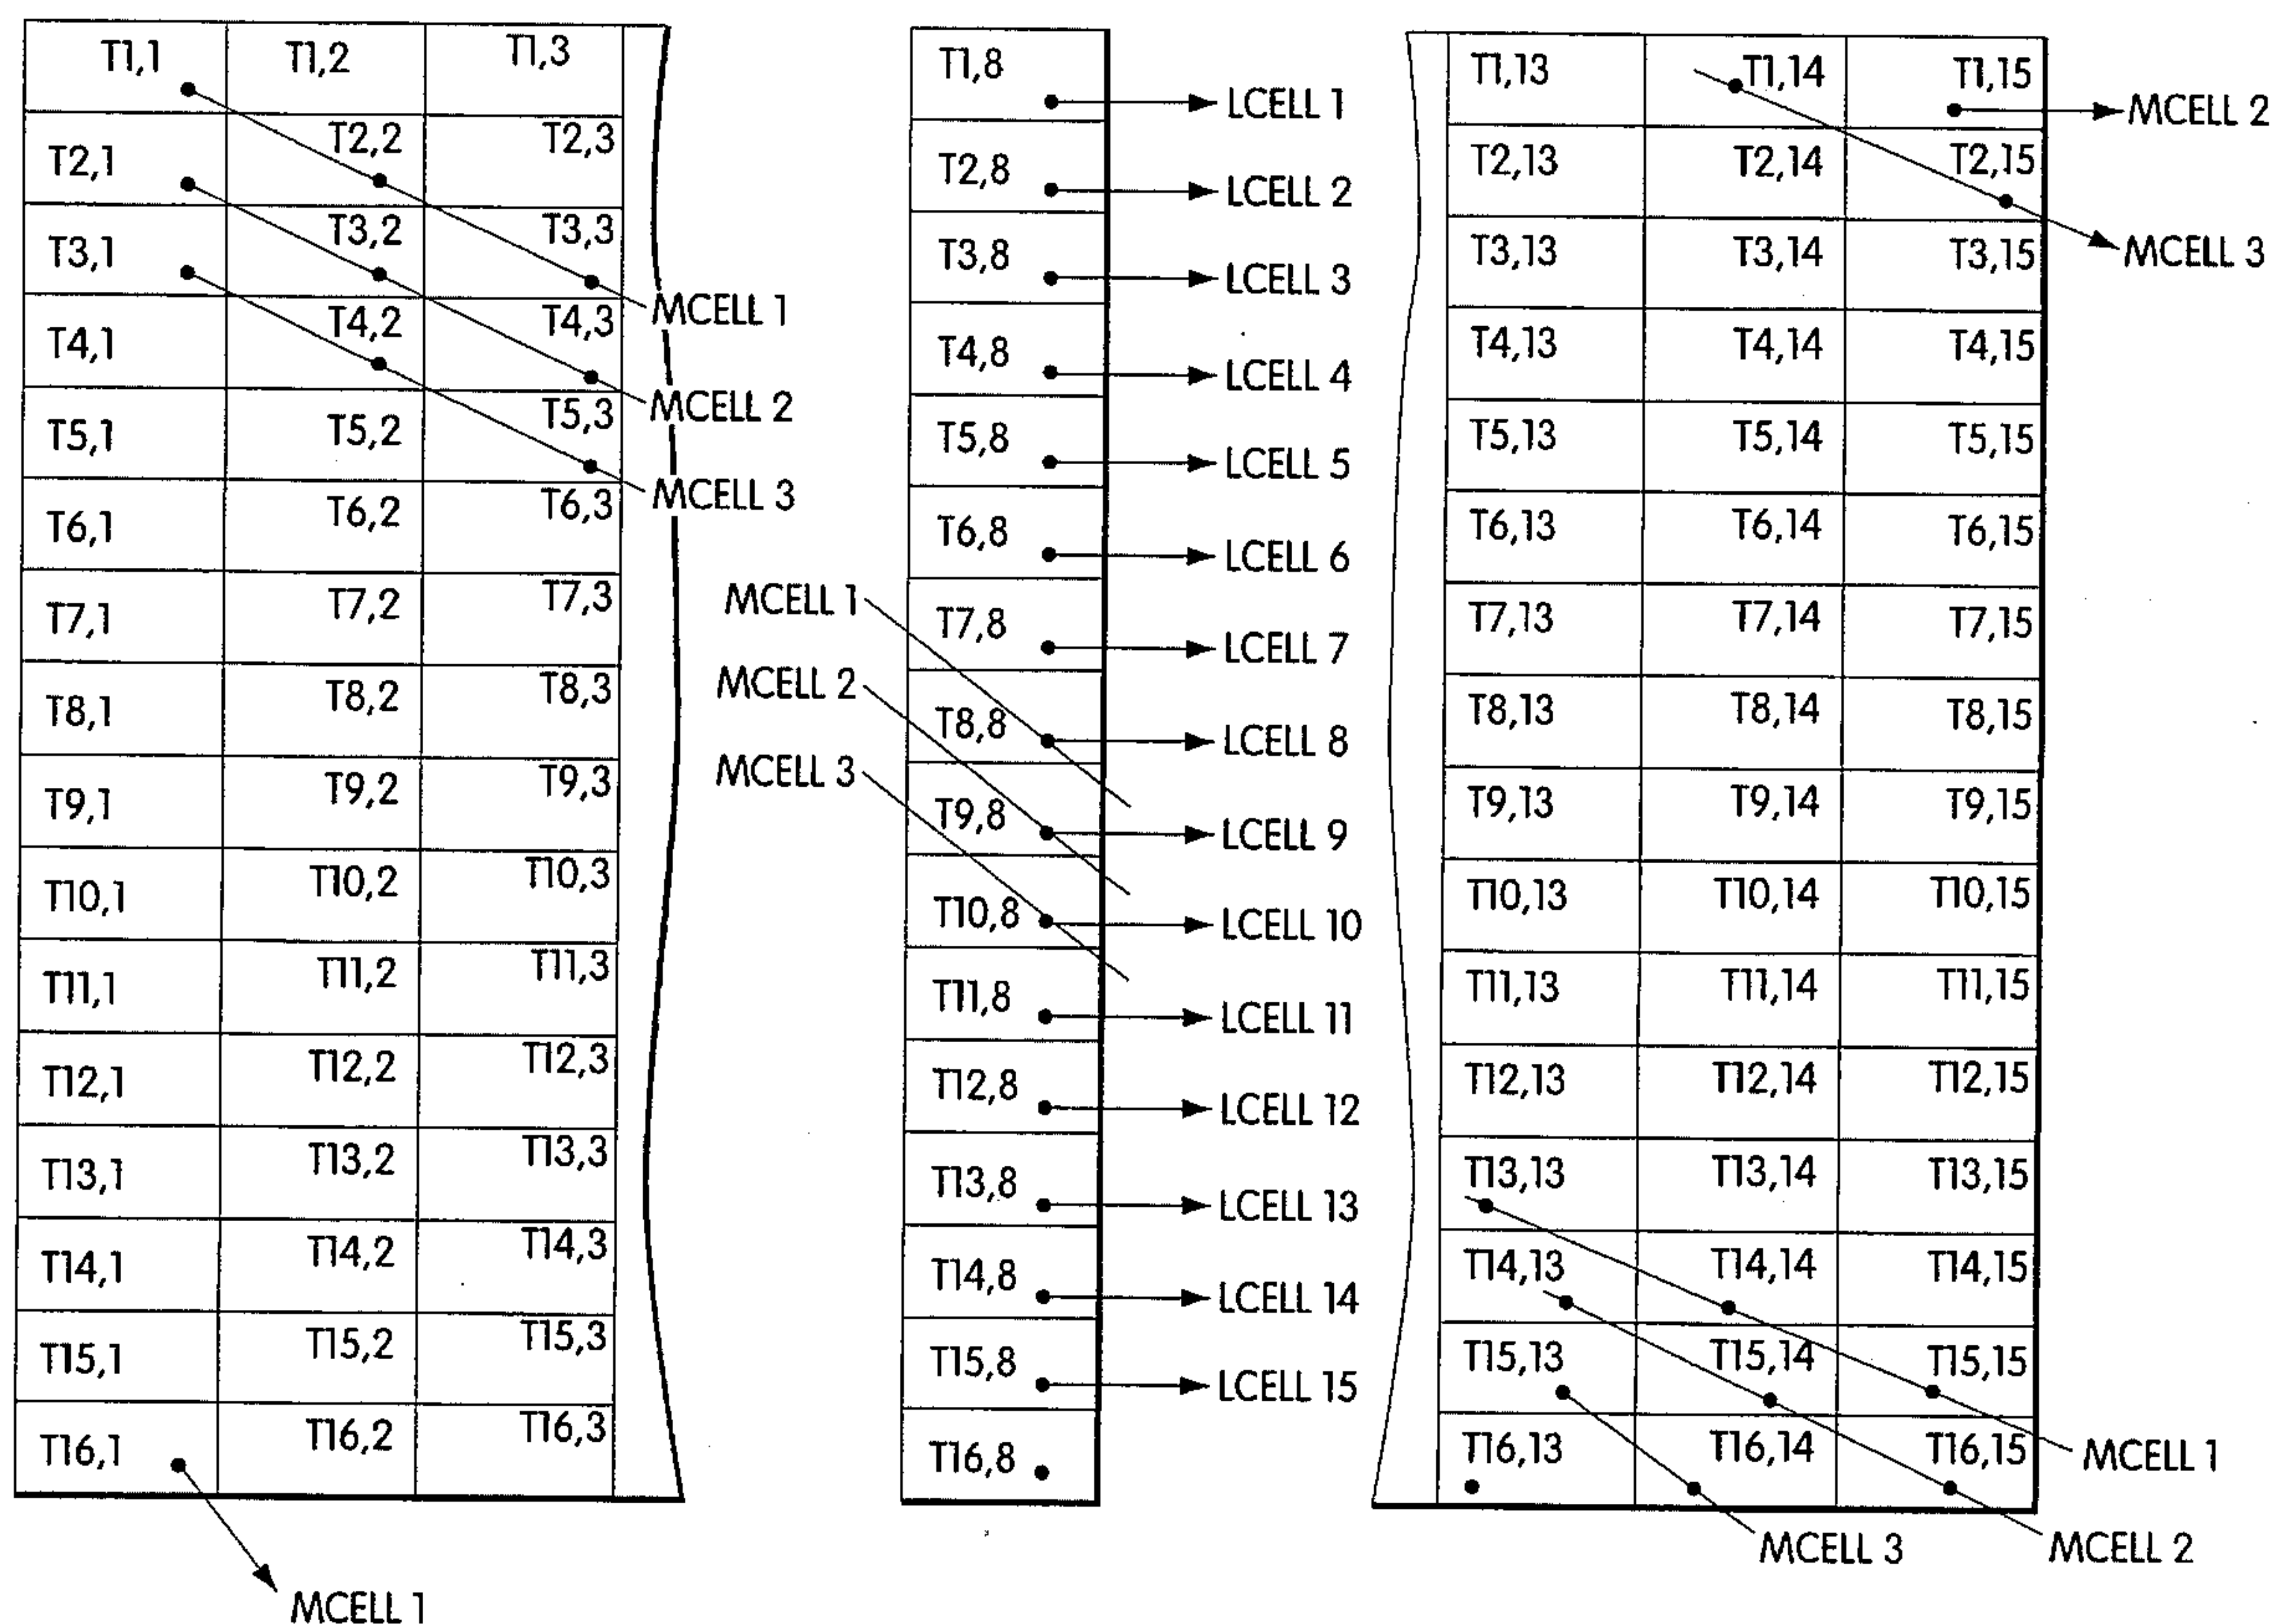 T1,1 T1,2 T1,3
T2,1 T2,2 T2,3
T3,1 T3,2 T3,3
MCELL 1
T4,1 T4,2 T4,3
MCELL 2
T5,1 T5,2 T5,3
MCELL 3
T6,1 T6,2 T6,3
T7,1 T7,2 T7,3
T8,1 T8,2 T8,3
T9,1 T9,2 T9,3
T10,1 T10,2 T10,3
T11,1 T11,2 T11,3
T12,1 T12,2 T12,3
T13,1 T13,2 T13,3
T14,1 T14,2 T14,3
T15,1 T15,2 T15,3
T16,1 T16,2 T16,3
MCELL 1
T1,8 LCELL 1
T2,8 LCELL 2
T3,8 LCELL 3
T4,8 LCELL 4
T5,8 LCELL 5
T6,8 LCELL 6
MCELL 1
T7,8 LCELL 7
MCELL 2
T8,8 LCELL 8
MCELL 3
T9,8 LCELL 9
T10,8 LCELL 10
T11,8 LCELL 11
T12,8 LCELL 12
T13,8 LCELL 13
T14,8 LCELL 14
T15,8 LCELL 15
T16,8
T1,13 T1,14 T1,15 MCELL 2
T2,13 T2,14 T2,15
T3,13 T3,14 T3,15 MCELL 3
T4,13 T4,14 T4,15
T5,13 T5,14 T5,15
T6,13 T6,14 T6,15
T7,13 T7,14 T7,15
T8,13 T8,14 T8,15
T9,13 T9,14 T9,15
T10,13 T10,14 T10,15
T11,13 T11,14 T11,15
T12,13 T12,14 T12,15
T13,13 T13,14 T13,15
T14,13 T14,14 T14,15
T15,13 T15,14 T15,15
T16,13 T16,14 T16,15 MCELL 1
MCELL 3 MCELL 2